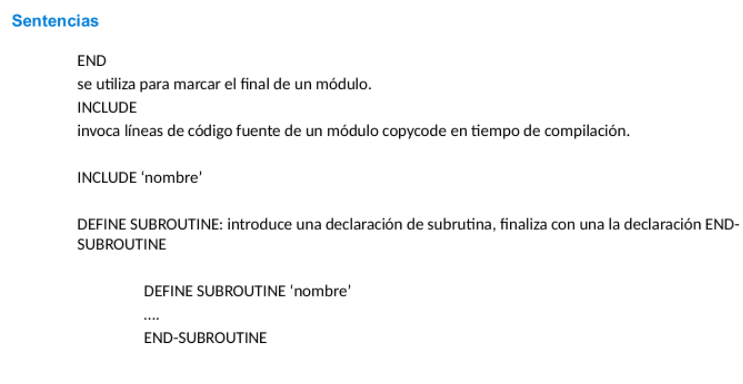 Sentencias
END
se utiliza para marcar el final de un módulo.
INCLUDE
invoca líneas de código fuente de un módulo copycode en tiempo de compilación.
INCLUDE ‘nombre’
DEFINE SUBROUTINE: introduce una declaración de subrutina, finaliza con una la declaración END-
SUBROUTINE
DEFINE SUBROUTINE ‘nombre’
....
END-SUBROUTINE